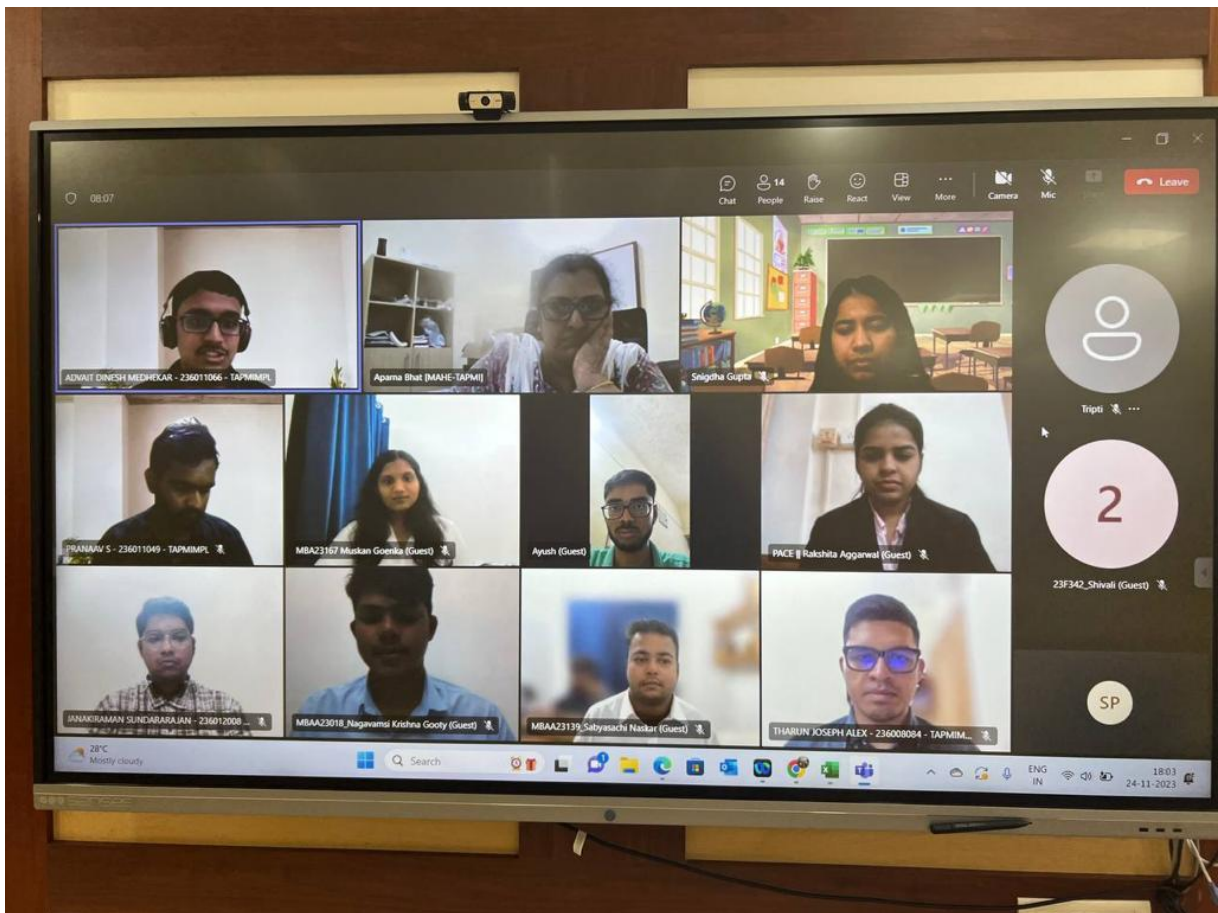 08:07
Chat
14
People
Raise
React
View
More
Camera
Mic
Leave
ADVAIT DINESH MEDHEKAR - 236011066 - TAPMIMPL
Aparna Bhat [MAHE-TAPMI]
Snigdha Gupta
Tripti
PRANAAV S - 236011049 - TAPMIMPL
MBA23167 Muskan Goenka (Guest)
Ayush (Guest)
PACE || Rakshita Aggarwal (Guest)
2
23F342_Shivali (Guest)
JANAKIRAMAN SUNDARARAJAN - 236012008 ...
MBAA23018_Nagavamsi Krishna Gooty (Guest)
MBAA23139_Sabyasachi Naskar (Guest)
THARUN JOSEPH ALEX - 236008084 - TAPMIM...
SP
28°C
Mostly cloudy
Search
ENG
IN
18:03
24-11-2023